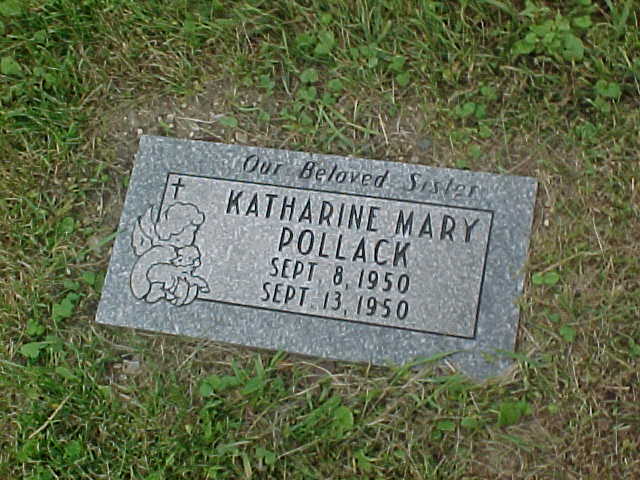 Our Beloved Sister
KATHARINE MARY
POLLACK
SEPT. 8, 1950
SEPT. 13, 1950